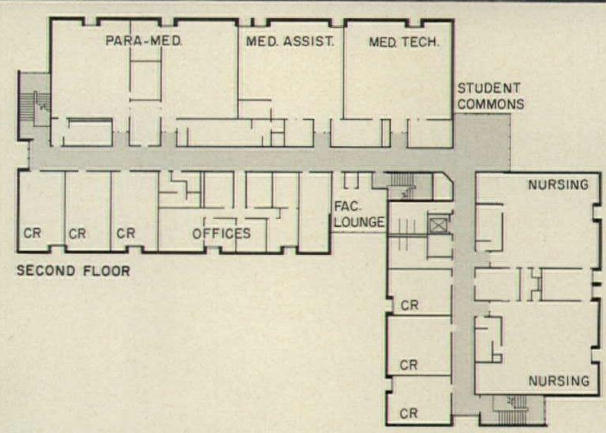 PARA-MED.
MED. ASSIST.
MED. TECH.
STUDENT
COMMONS
NURSING
CR
CR
CR
OFFICES
FAC.
LOUNGE
SECOND FLOOR
CR
CR
NURSING
CR